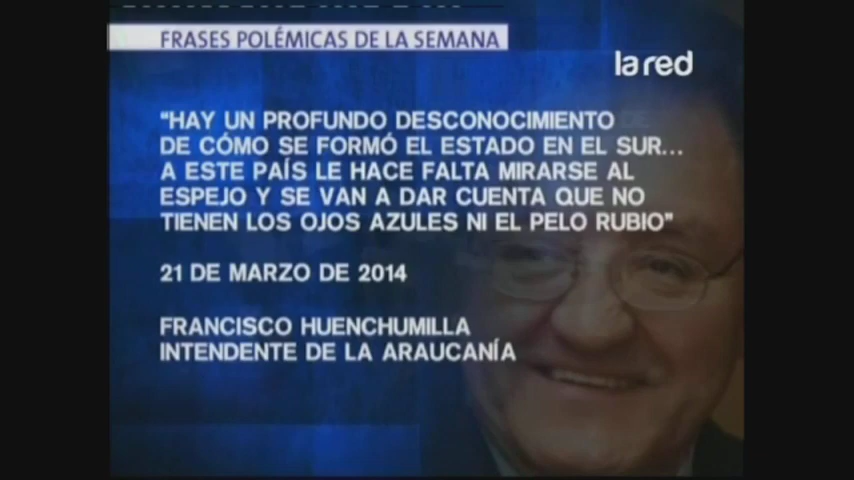 FRASES POLÉMICAS DE LA SEMANA
la red
"HAY UN PROFUNDO DESCONOCIMIENTO
DE CÓMO SE FORMÓ EL ESTADO EN EL SUR...
A ESTE PAÍS LE HACE FALTA MIRARSE AL
ESPEJO Y SE VAN A DAR CUENTA QUE NO
TIENEN LOS OJOS AZULES NI EL PELO RUBIO"
21 DE MARZO DE 2014
FRANCISCO HUENCHUMILLA
INTENDENTE DE LA ARAUCANÍA